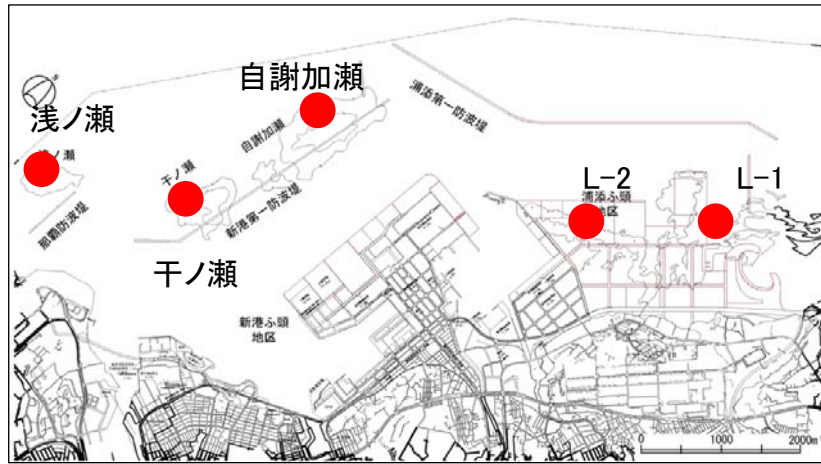 自謝加瀬
浦添第一防波堤
浅ノ瀬
自謝加瀬
干ノ瀬
新港第一防波堤
那覇防波堤
L-2
L-1
浦添ふ頭
地区
干ノ瀬
新港ふ頭
地区
0 1000 2000m